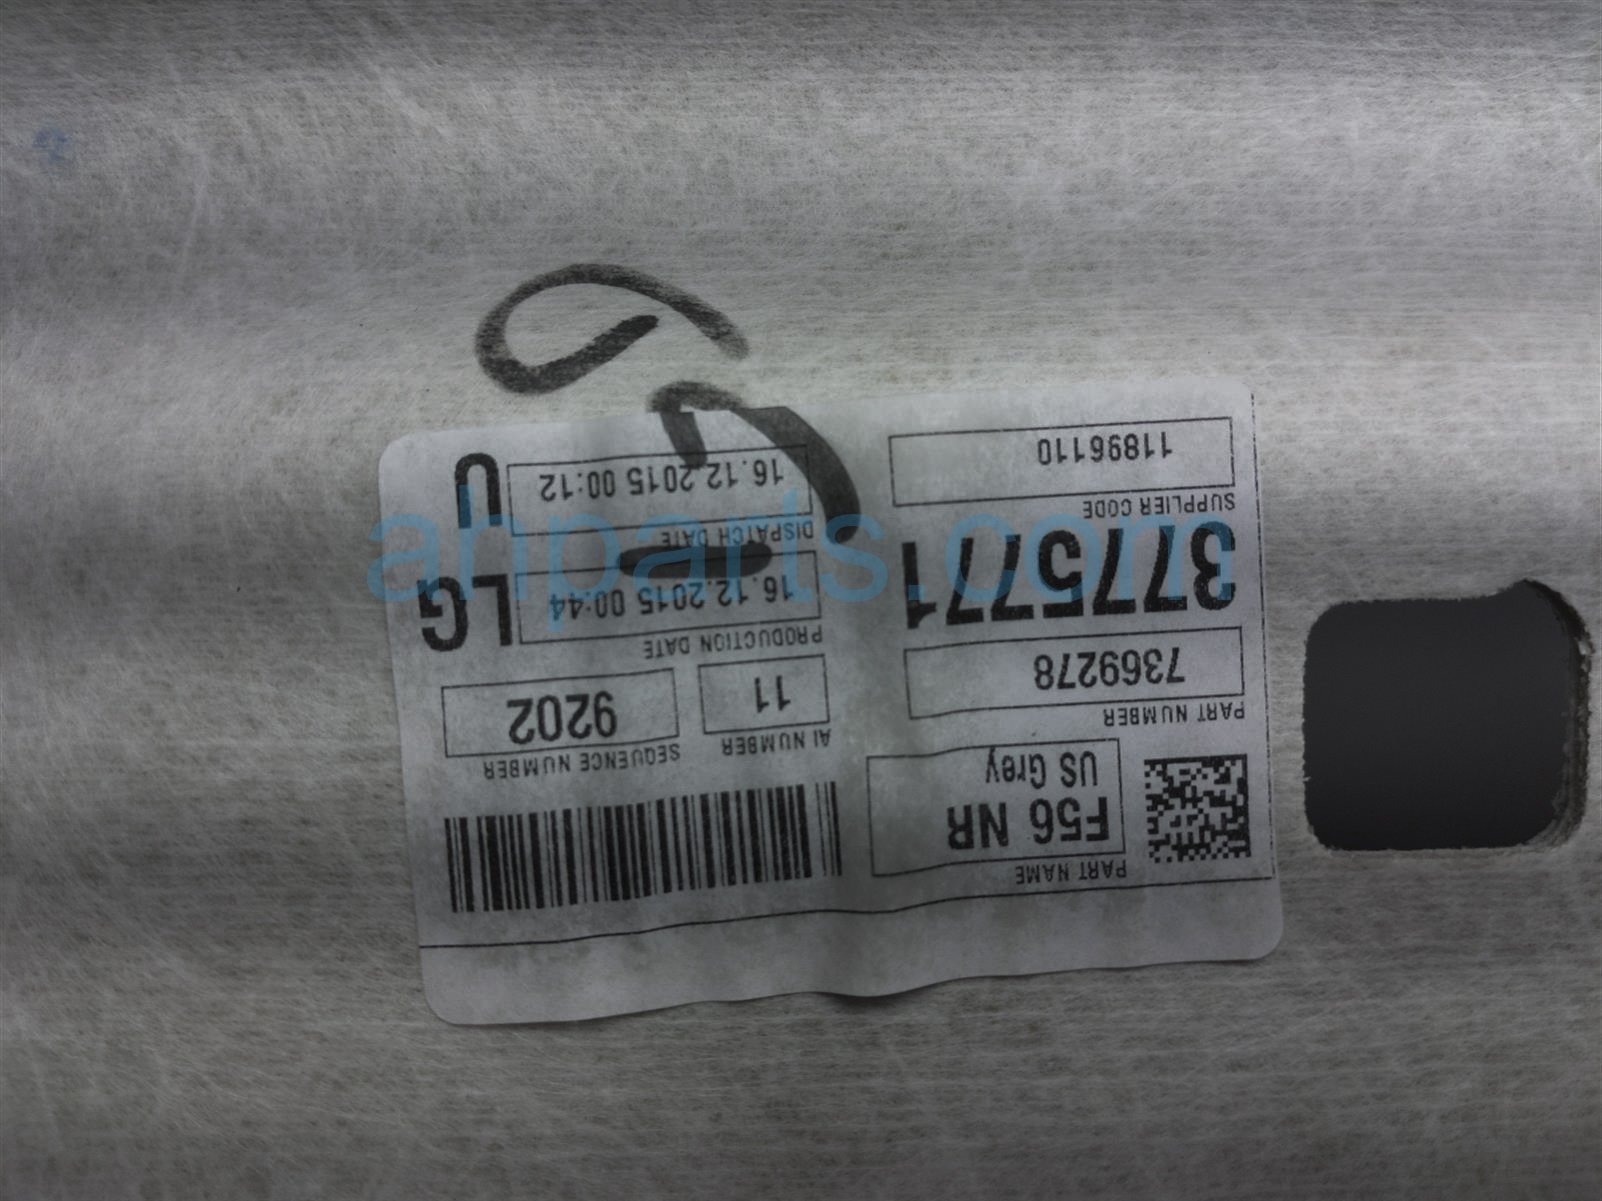 PART NAME
F56 NR
US Grey
PART NUMBER
7369278
3775771
SUPPLIER CODE
11896110
AI NUMBER
11
SEQUENCE NUMBER
9202
PRODUCTION DATE
16.12.2015 00:44
LG
DISPATCH DATE
16.12.2015 00:12
U
ahparts.com